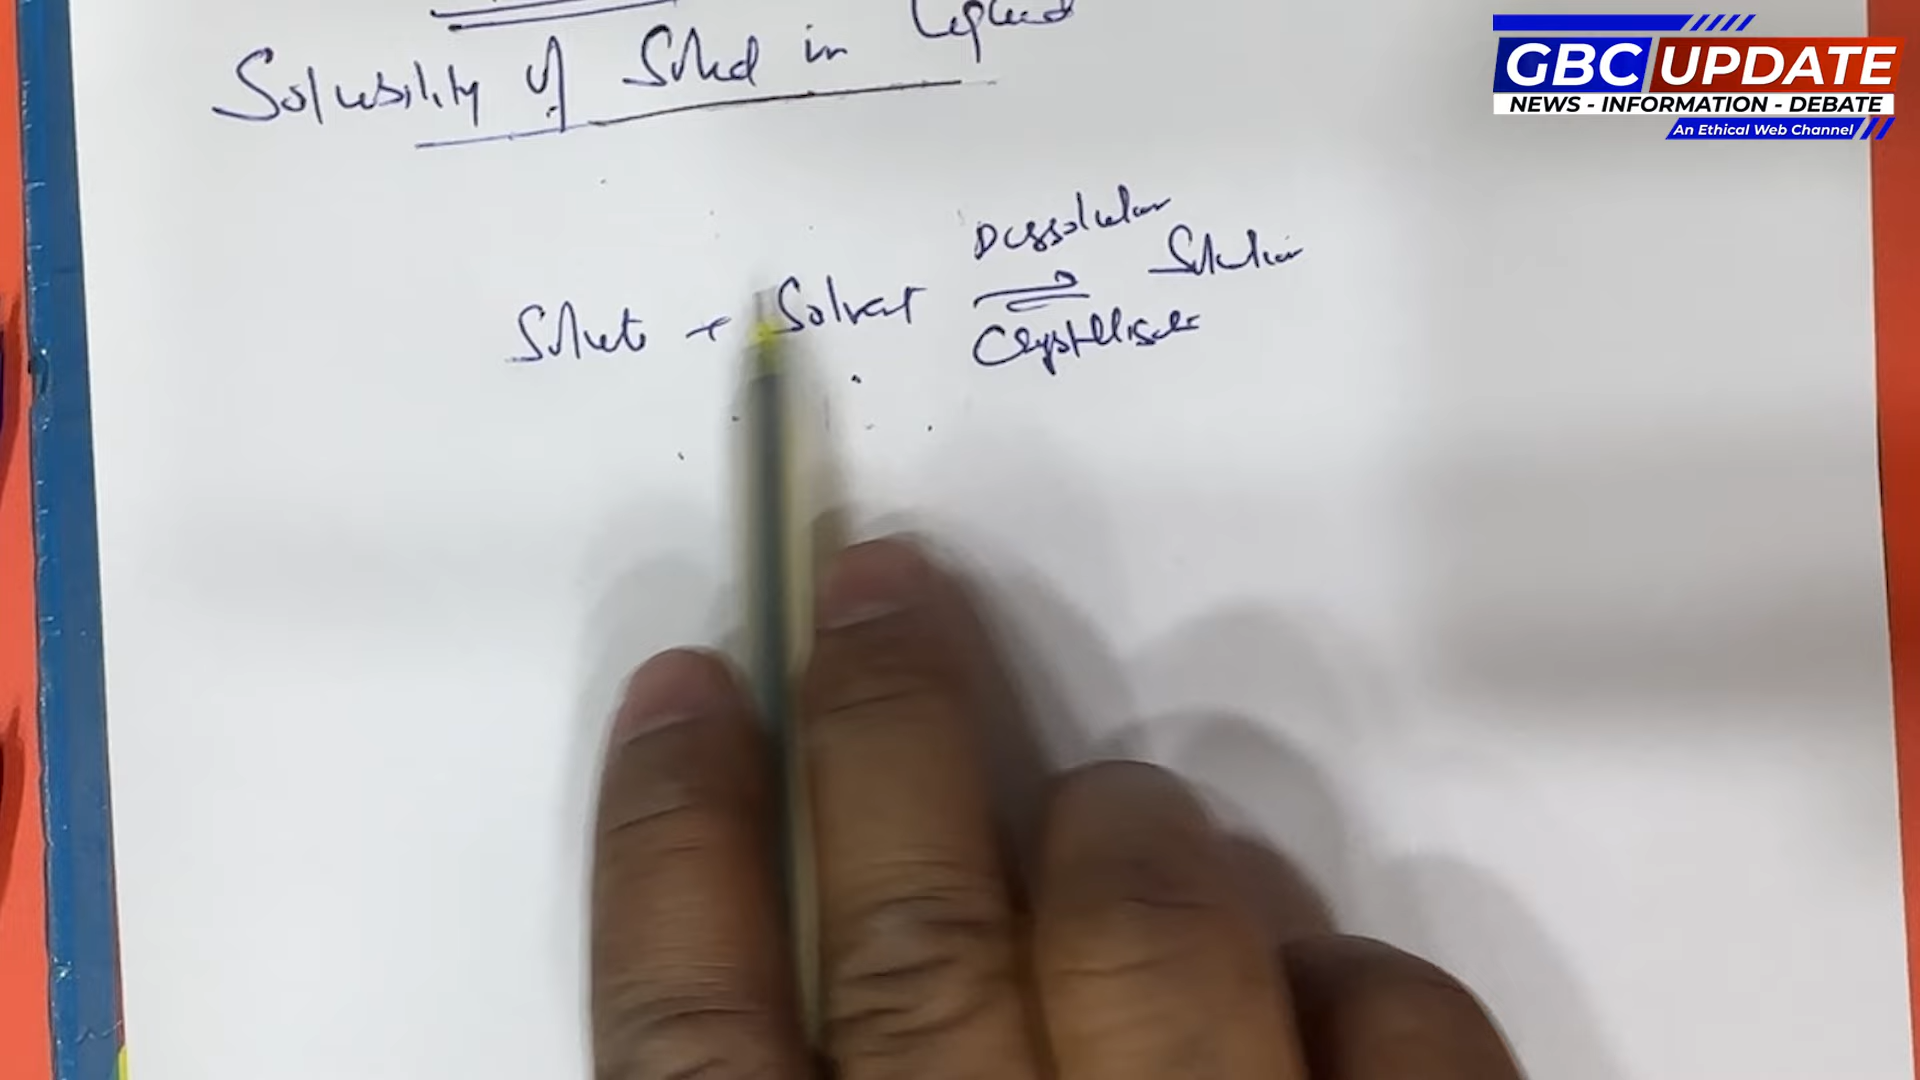 Solubility of Solid in Liquid
Dissolution
Solute + Solvent ⇌ Solution
Crystallisation
GBC UPDATE
NEWS - INFORMATION - DEBATE
An Ethical Web Channel